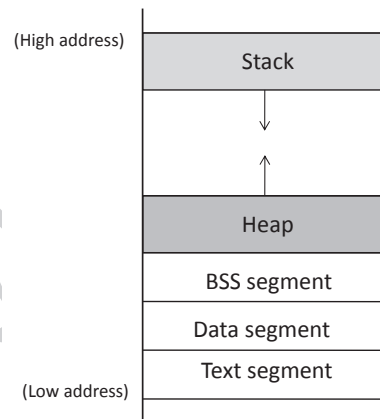 (High address)
Stack
Heap
BSS segment
Data segment
Text segment
(Low address)